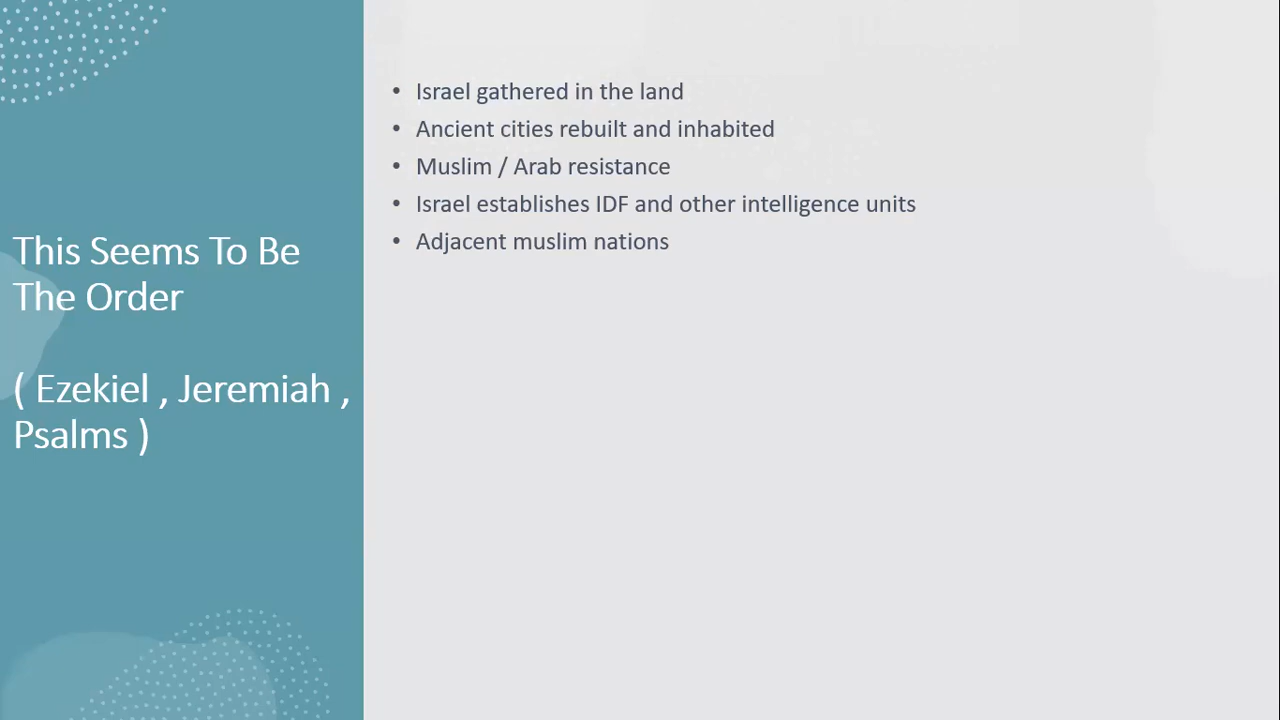 This Seems To Be
The Order
( Ezekiel , Jeremiah ,
Psalms )
• Israel gathered in the land
• Ancient cities rebuilt and inhabited
• Muslim / Arab resistance
• Israel establishes IDF and other intelligence units
• Adjacent muslim nations